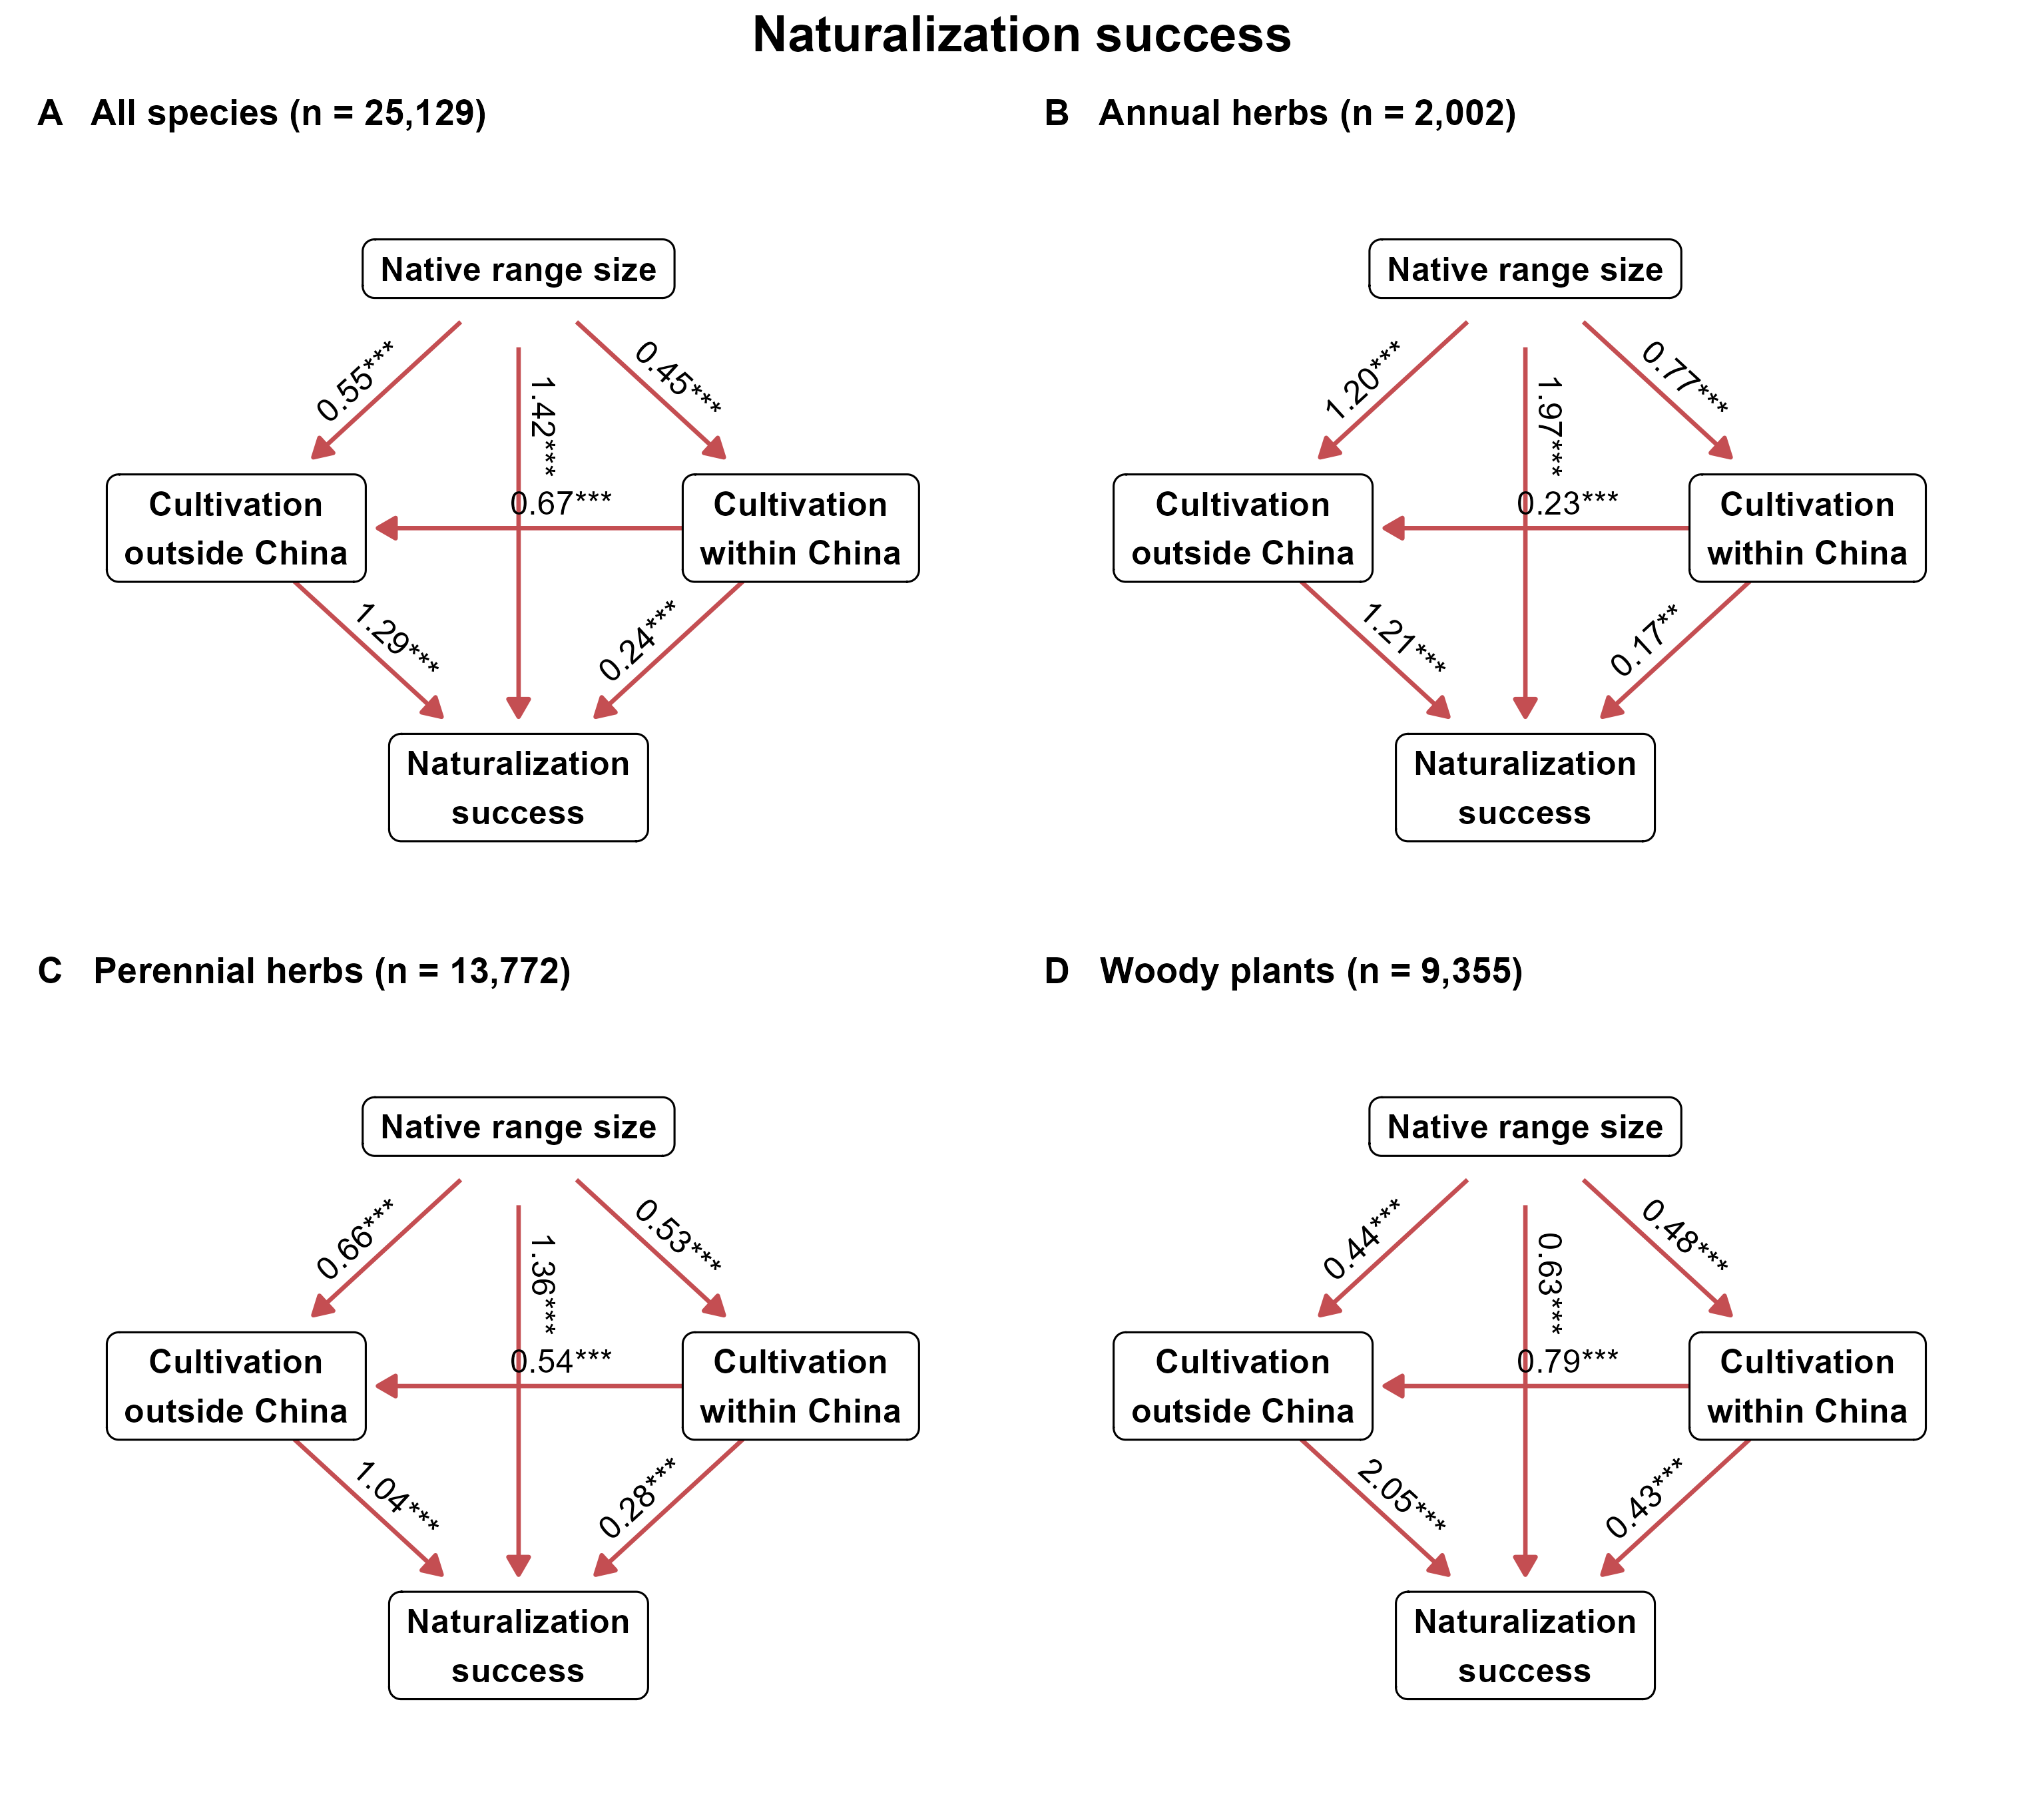 Naturalization success
A All species (n = 25,129)
Native range size
0.55***
1.42***
0.45***
0.67***
Cultivation
outside China
Cultivation
within China
1.29***
0.24***
Naturalization
success
B Annual herbs (n = 2,002)
Native range size
1.20***
1.97***
0.77***
0.23***
Cultivation
outside China
Cultivation
within China
1.21***
0.17**
Naturalization
success
C Perennial herbs (n = 13,772)
Native range size
0.66***
1.36***
0.53***
0.54***
Cultivation
outside China
Cultivation
within China
1.04***
0.28***
Naturalization
success
D Woody plants (n = 9,355)
Native range size
0.44***
0.63***
0.48***
0.79***
Cultivation
outside China
Cultivation
within China
2.05***
0.43***
Naturalization
success